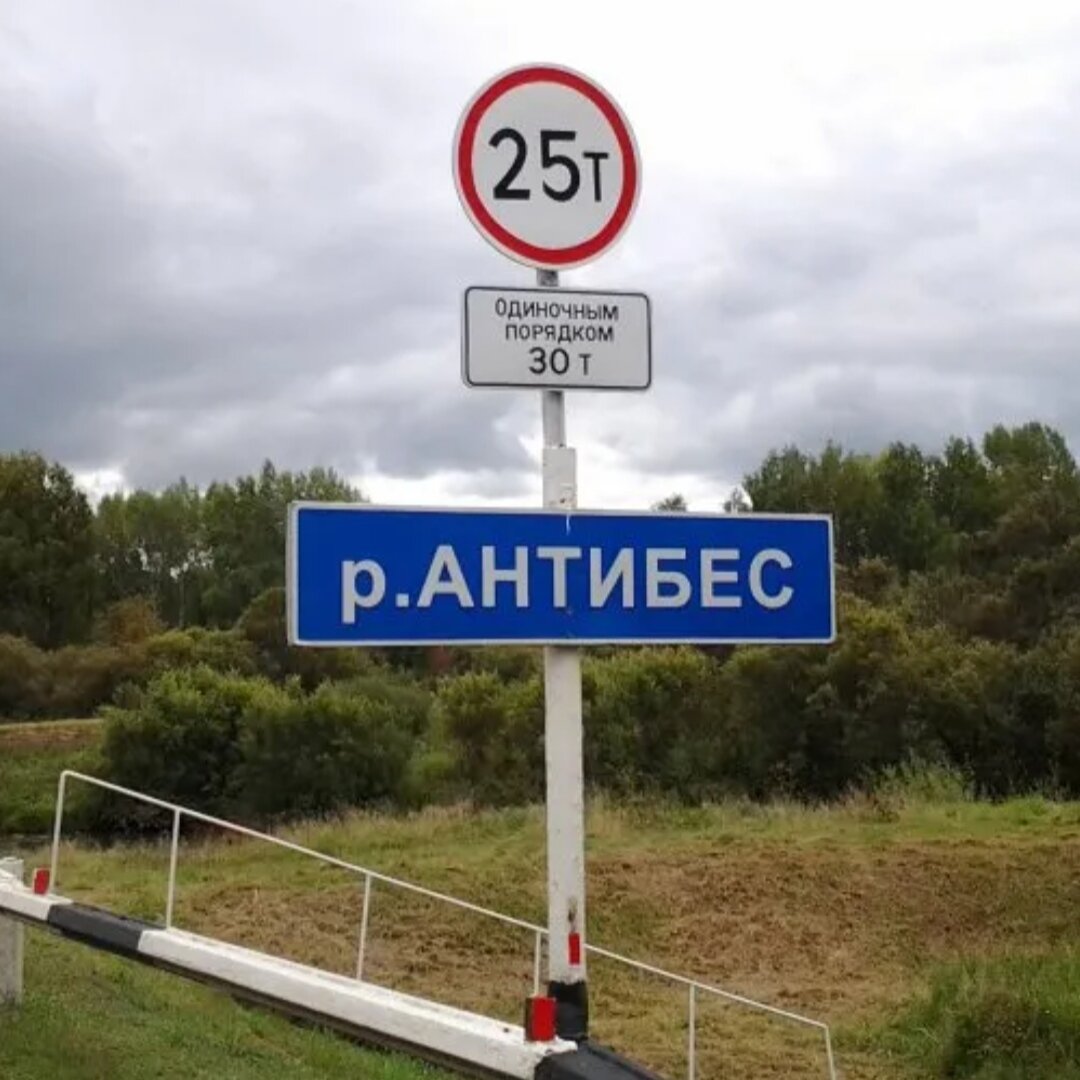 25т
ОДИНОЧНЫМ
ПОРЯДКОМ
30 т
р.АНТИБЕС